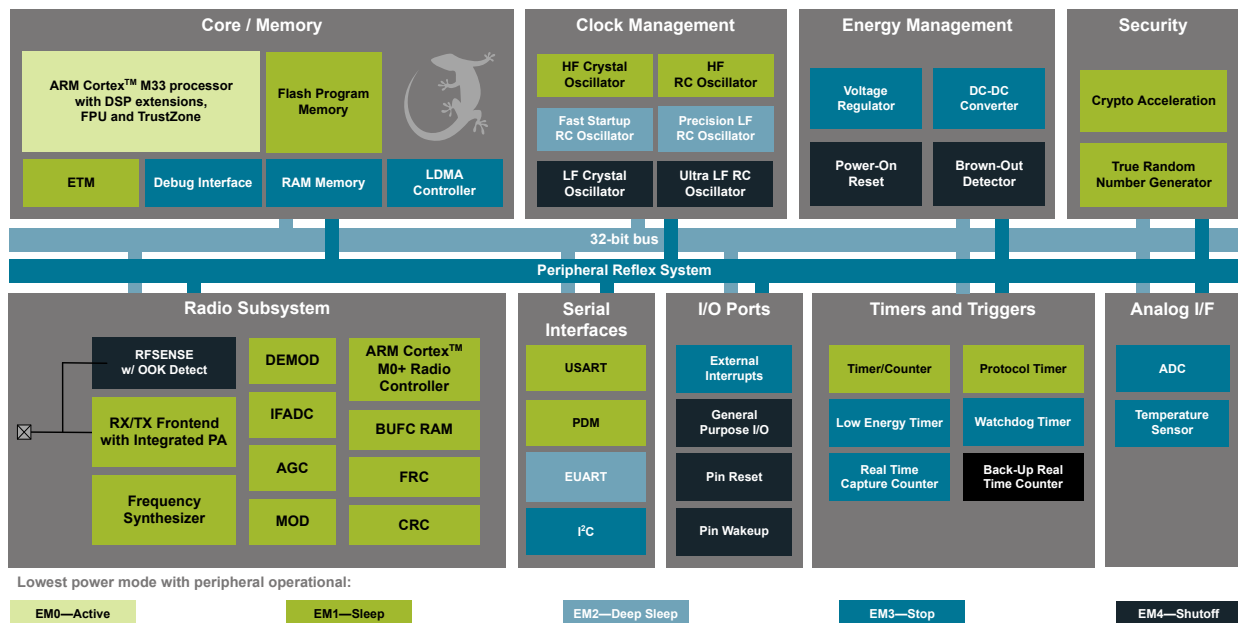 Core / Memory
ARM Cortex™ M33 processor
with DSP extensions,
FPU and TrustZone
Flash Program
Memory
ETM
Debug Interface
RAM Memory
LDMA
Controller
Clock Management
HF Crystal
Oscillator
HF
RC Oscillator
Fast Startup
RC Oscillator
Precision LF
RC Oscillator
LF Crystal
Oscillator
Ultra LF RC
Oscillator
Energy Management
Voltage
Regulator
DC-DC
Converter
Power-On
Reset
Brown-Out
Detector
Security
Crypto Acceleration
True Random
Number Generator
32-bit bus
Peripheral Reflex System
Radio Subsystem
RFSENSE
w/ OOK Detect
RX/TX Frontend
with Integrated PA
Frequency
Synthesizer
DEMOD
IFADC
AGC
MOD
ARM Cortex™
M0+ Radio
Controller
BUFC RAM
FRC
CRC
Serial
Interfaces
USART
PDM
EUART
I²C
I/O Ports
External
Interrupts
General
Purpose I/O
Pin Reset
Pin Wakeup
Timers and Triggers
Timer/Counter
Protocol Timer
Low Energy Timer
Watchdog Timer
Real Time
Capture Counter
Back-Up Real
Time Counter
Analog I/F
ADC
Temperature
Sensor
Lowest power mode with peripheral operational:
EM0—Active
EM1—Sleep
EM2—Deep Sleep
EM3—Stop
EM4—Shutoff